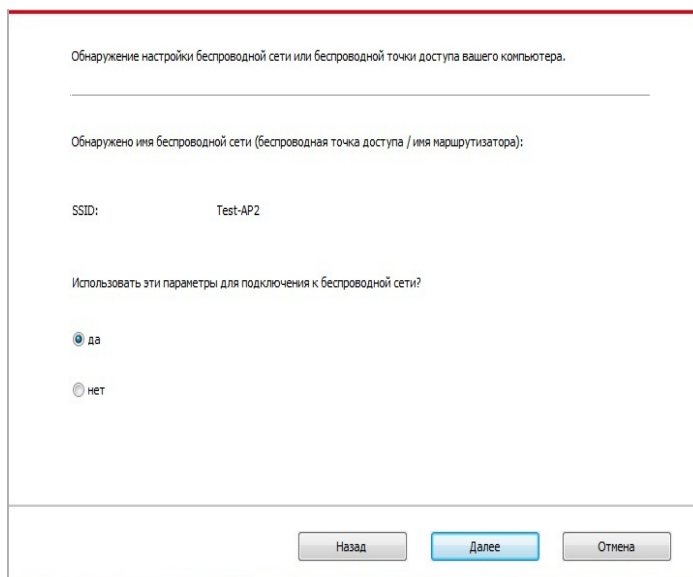 Обнаружение настройки беспроводной сети или беспроводной точки доступа вашего компьютера.
Обнаружено имя беспроводной сети (беспроводная точка доступа / имя маршрутизатора):
SSID: Test-AP2
Использовать эти параметры для подключения к беспроводной сети?
да
нет
Назад Далее Отмена